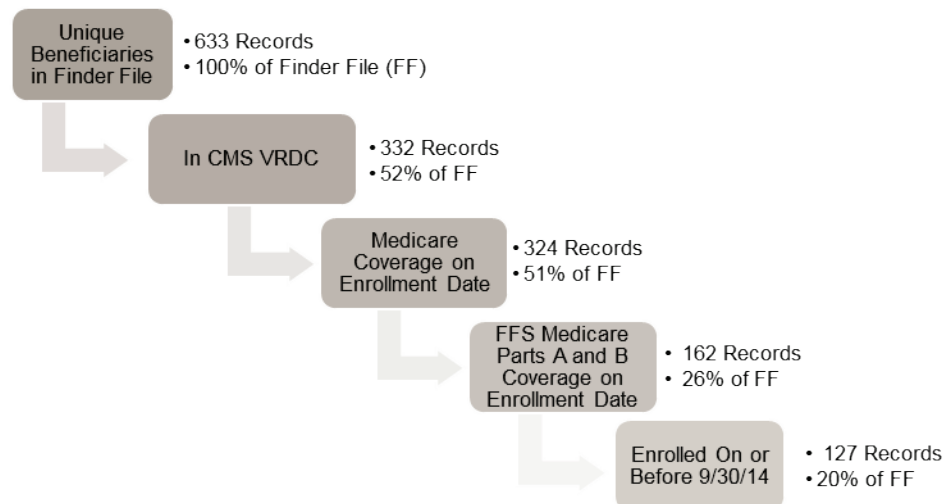 Unique
Beneficiaries
in Finder File
• 633 Records
• 100% of Finder File (FF)
In CMS VRDC
• 332 Records
• 52% of FF
Medicare
Coverage on
Enrollment Date
• 324 Records
• 51% of FF
FFS Medicare
Parts A and B
Coverage on
Enrollment Date
• 162 Records
• 26% of FF
Enrolled On or
Before 9/30/14
• 127 Records
• 20% of FF